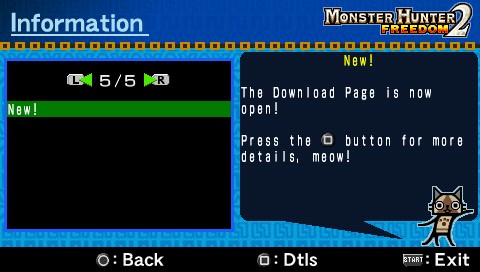 Information
MONSTER HUNTER
FREEDOM 2
L 5/5 R
New!
New!
The Download Page is now
open!
Press the button for more
details, meow!
: Back
: Dtls
START: Exit